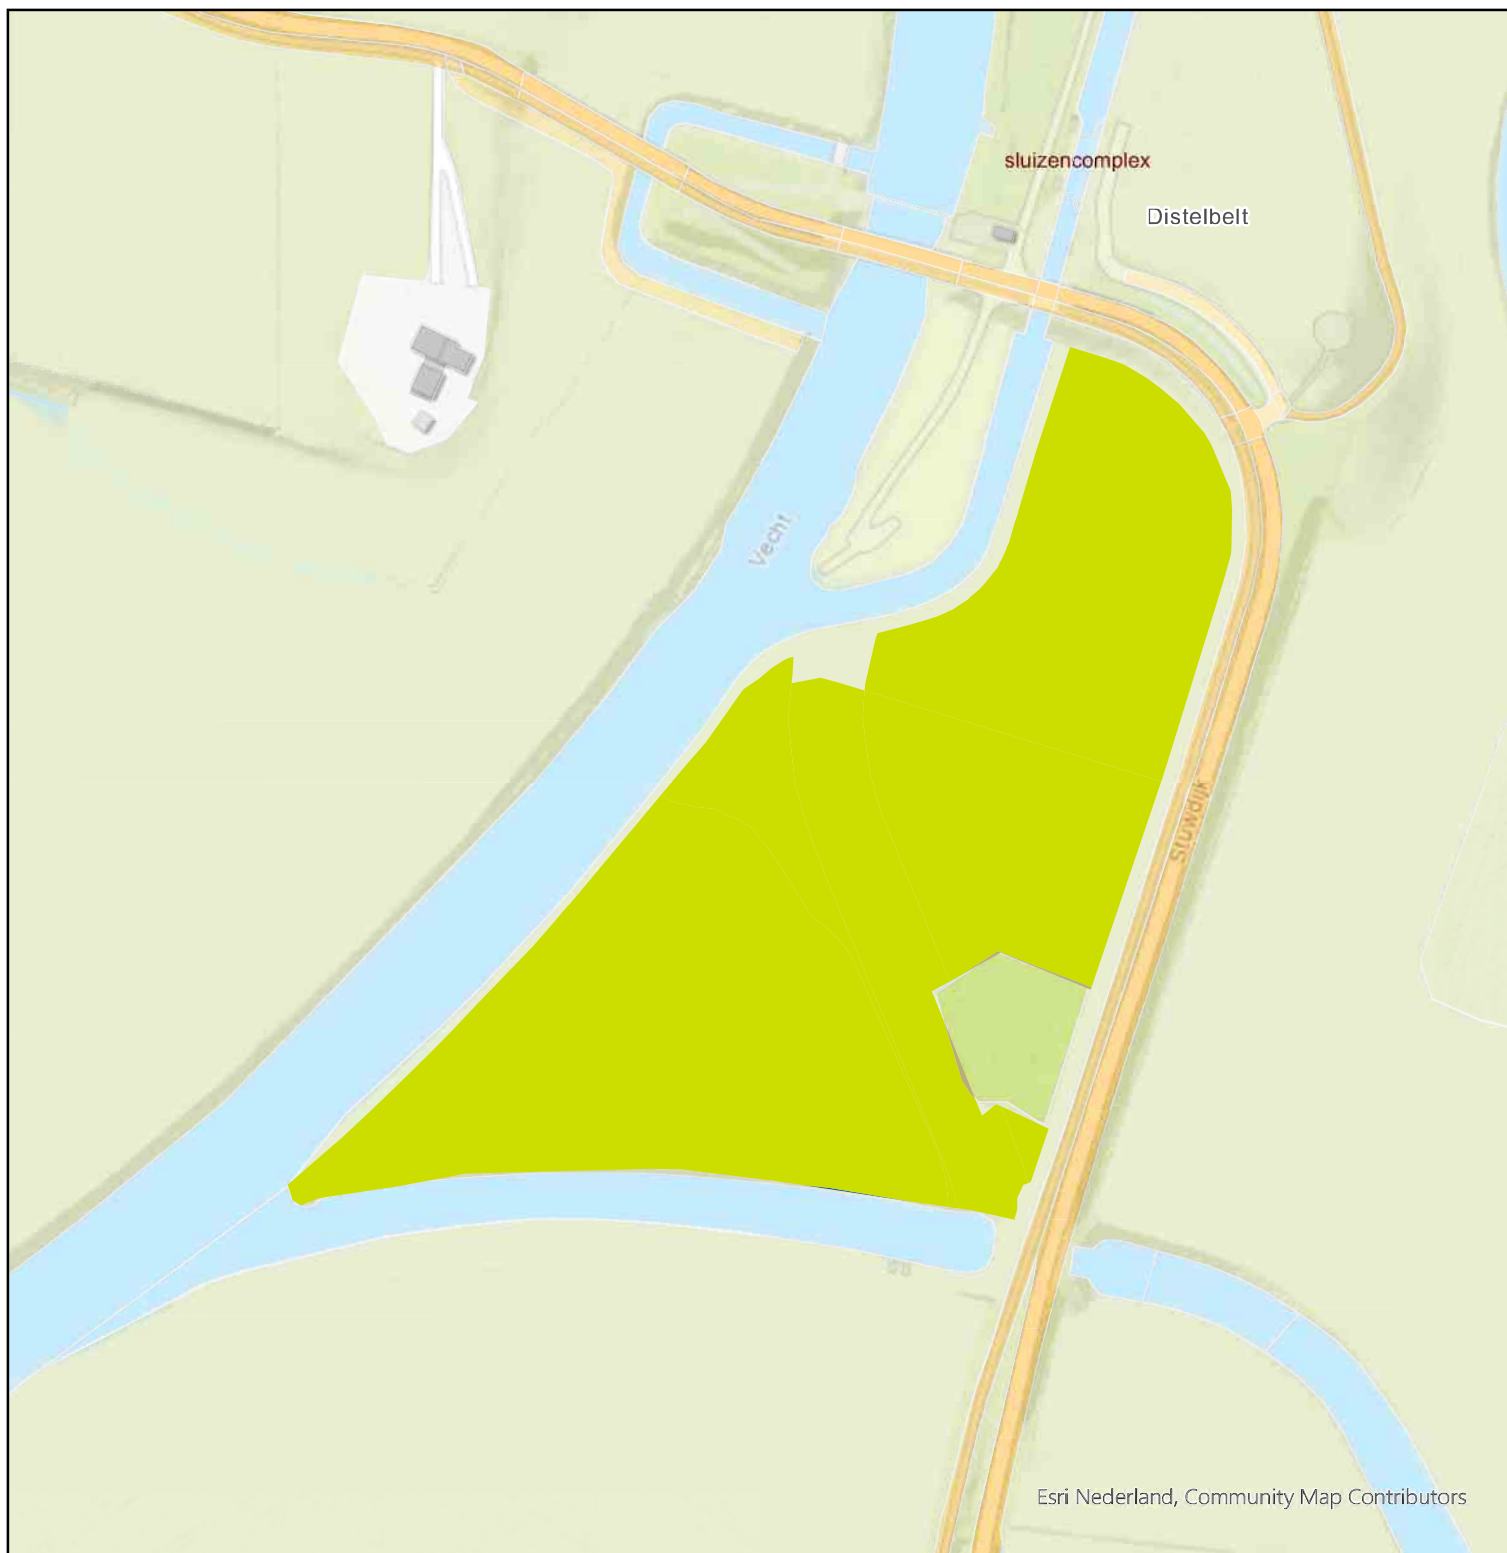 sluizencomplex
Distelbelt
Vecht
Stuwdijk
Esri Nederland, Community Map Contributors